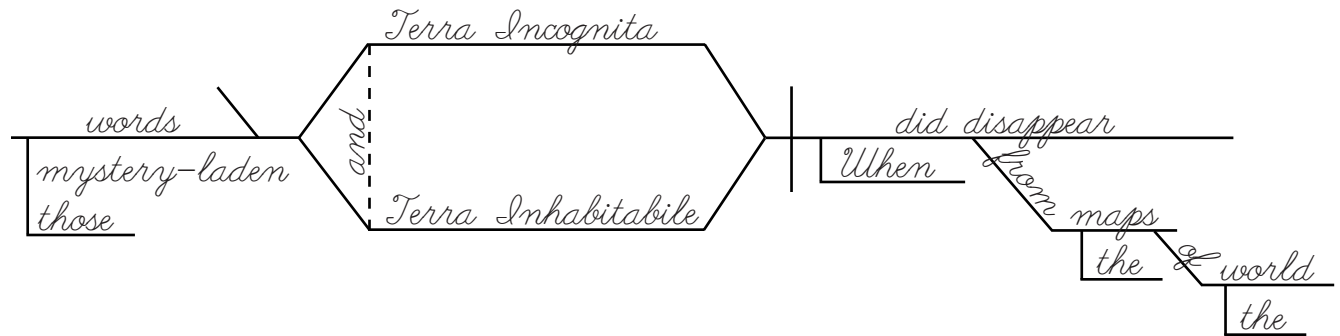 Terra Incognita
words
and
did disappear
mystery-laden
When
from
those
Terra Inhabitabile
maps
the
of
world
the